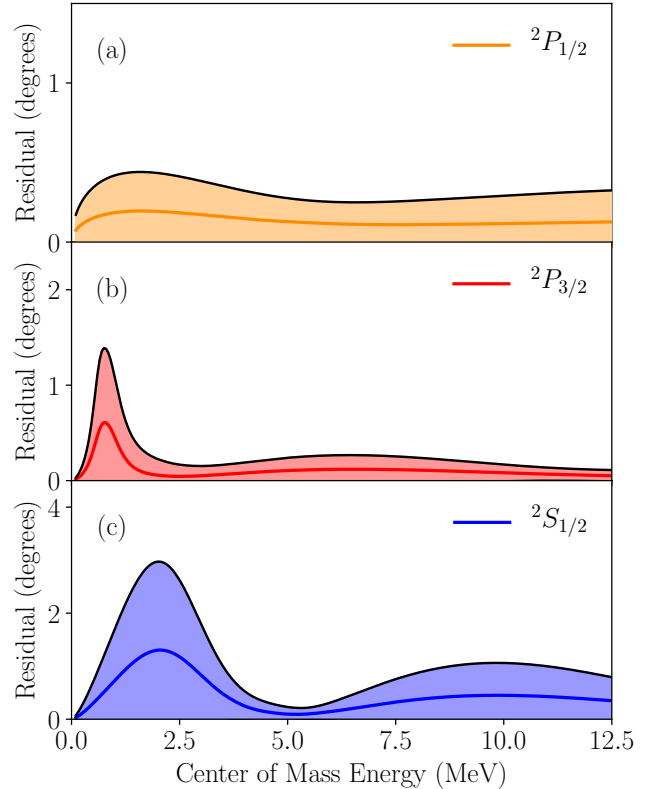 (a)
²P₁/₂
Residual (degrees)
1
0
(b)
²P₃/₂
Residual (degrees)
2
1
0
(c)
²S₁/₂
Residual (degrees)
4
2
0
0.0 2.5 5.0 7.5 10.0 12.5
Center of Mass Energy (MeV)